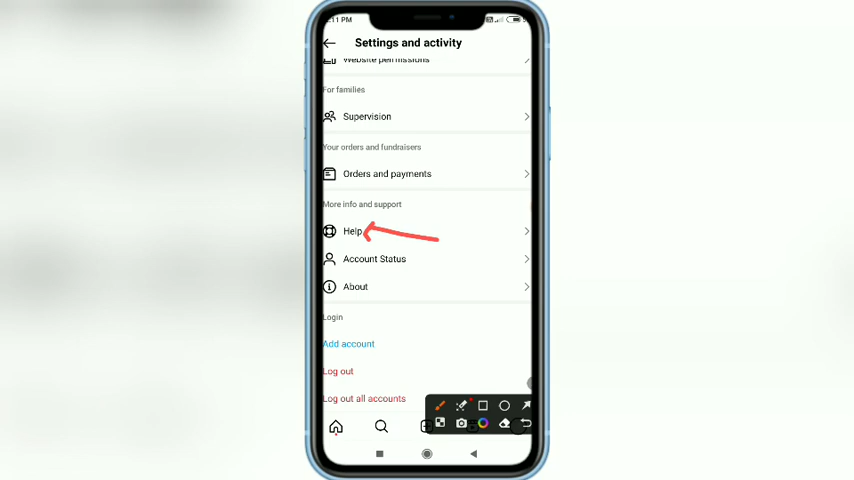 :11 PM
Settings and activity
Website permissions
For families
Supervision
Your orders and fundraisers
Orders and payments
More info and support
Help
Account Status
About
Login
Add account
Log out
Log out all accounts